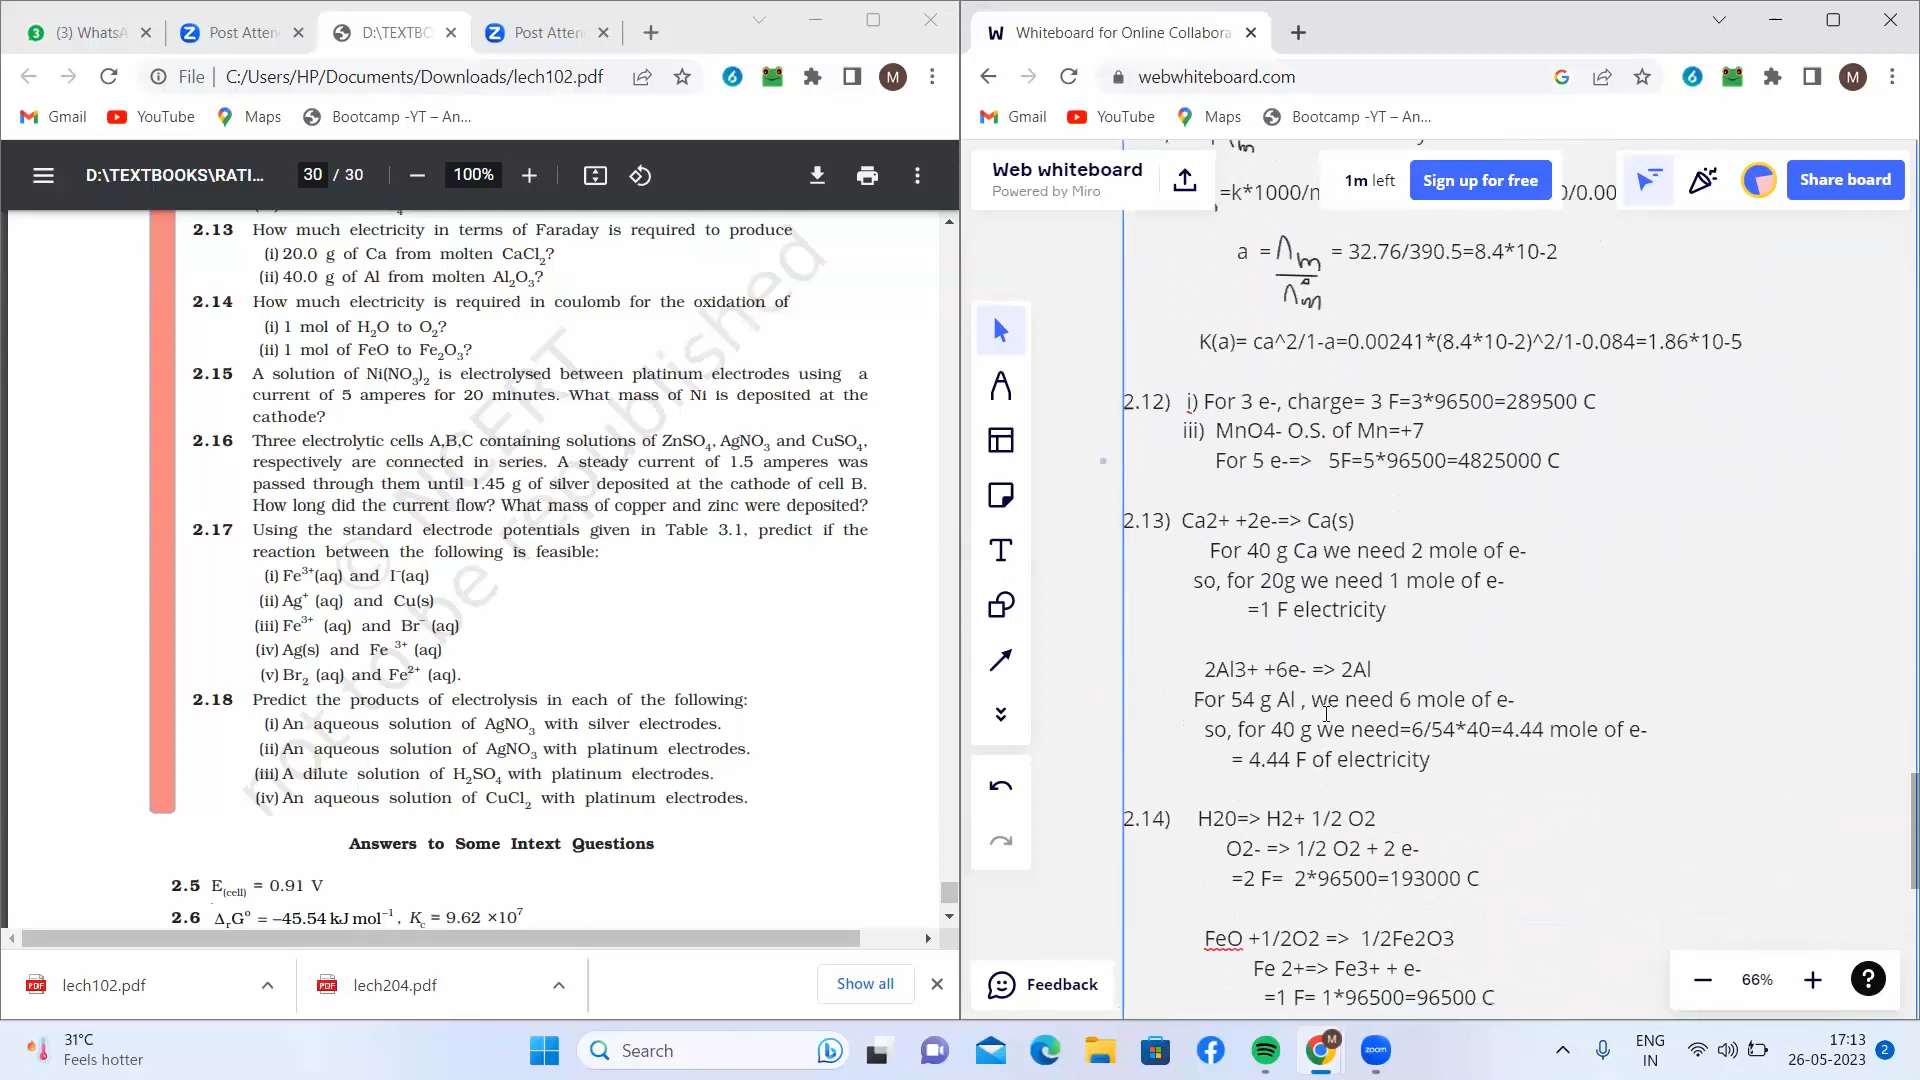 (3) WhatsA
Post Atten
D:\TEXTBC
Post Atten
File
C:/Users/HP/Documents/Downloads/lech102.pdf
M
Gmail
YouTube
Maps
Bootcamp -YT – An...
D:\TEXTBOOKS\RATI...
30 / 30
100%
2.13 How much electricity in terms of Faraday is required to produce
(i) 20.0 g of Ca from molten CaCl2?
(ii) 40.0 g of Al from molten Al2O3?
2.14 How much electricity is required in coulomb for the oxidation of
(i) 1 mol of H2O to O2?
(ii) 1 mol of FeO to Fe2O3?
2.15 A solution of Ni(NO3)2 is electrolysed between platinum electrodes using a
current of 5 amperes for 20 minutes. What mass of Ni is deposited at the
cathode?
2.16 Three electrolytic cells A,B,C containing solutions of ZnSO4, AgNO3 and CuSO4,
respectively are connected in series. A steady current of 1.5 amperes was
passed through them until 1.45 g of silver deposited at the cathode of cell B.
How long did the current flow? What mass of copper and zinc were deposited?
2.17 Using the standard electrode potentials given in Table 3.1, predict if the
reaction between the following is feasible:
(i) Fe3+(aq) and I–(aq)
(ii) Ag+ (aq) and Cu(s)
(iii) Fe3+ (aq) and Br– (aq)
(iv) Ag(s) and Fe 3+ (aq)
(v) Br2 (aq) and Fe2+ (aq).
2.18 Predict the products of electrolysis in each of the following:
(i) An aqueous solution of AgNO3 with silver electrodes.
(ii) An aqueous solution of AgNO3 with platinum electrodes.
(iii) A dilute solution of H2SO4 with platinum electrodes.
(iv) An aqueous solution of CuCl2 with platinum electrodes.
Answers to Some Intext Questions
2.5 E(cell) = 0.91 V
2.6 ΔrG° = –45.54 kJ mol–1, Kc = 9.62 ×10^7
© NCERT
not to be republished
lech102.pdf
lech204.pdf
Show all
Whiteboard for Online Collabora
webwhiteboard.com
M
Gmail
YouTube
Maps
Bootcamp -YT – An...
Web whiteboard
Powered by Miro
1m left
Sign up for free
Share board
=k*1000/m
0/0.00
a = Λm / Λ°m = 32.76/390.5=8.4*10-2
K(a)= ca^2/1-a=0.00241*(8.4*10-2)^2/1-0.084=1.86*10-5
2.12) i) For 3 e-, charge= 3 F=3*96500=289500 C
iii) MnO4- O.S. of Mn=+7
For 5 e-=> 5F=5*96500=4825000 C
2.13) Ca2+ +2e-=> Ca(s)
For 40 g Ca we need 2 mole of e-
so, for 20g we need 1 mole of e-
=1 F electricity
2Al3+ +6e- => 2Al
For 54 g Al , we need 6 mole of e-
so, for 40 g we need=6/54*40=4.44 mole of e-
= 4.44 F of electricity
2.14) H20=> H2+ 1/2 O2
O2- => 1/2 O2 + 2 e-
=2 F= 2*96500=193000 C
FeO +1/2O2 => 1/2Fe2O3
Fe 2+=> Fe3+ + e-
=1 F= 1*96500=96500 C
Feedback
66%
31°C
Feels hotter
Search
zoom
ENG
IN
17:13
26-05-2023
2